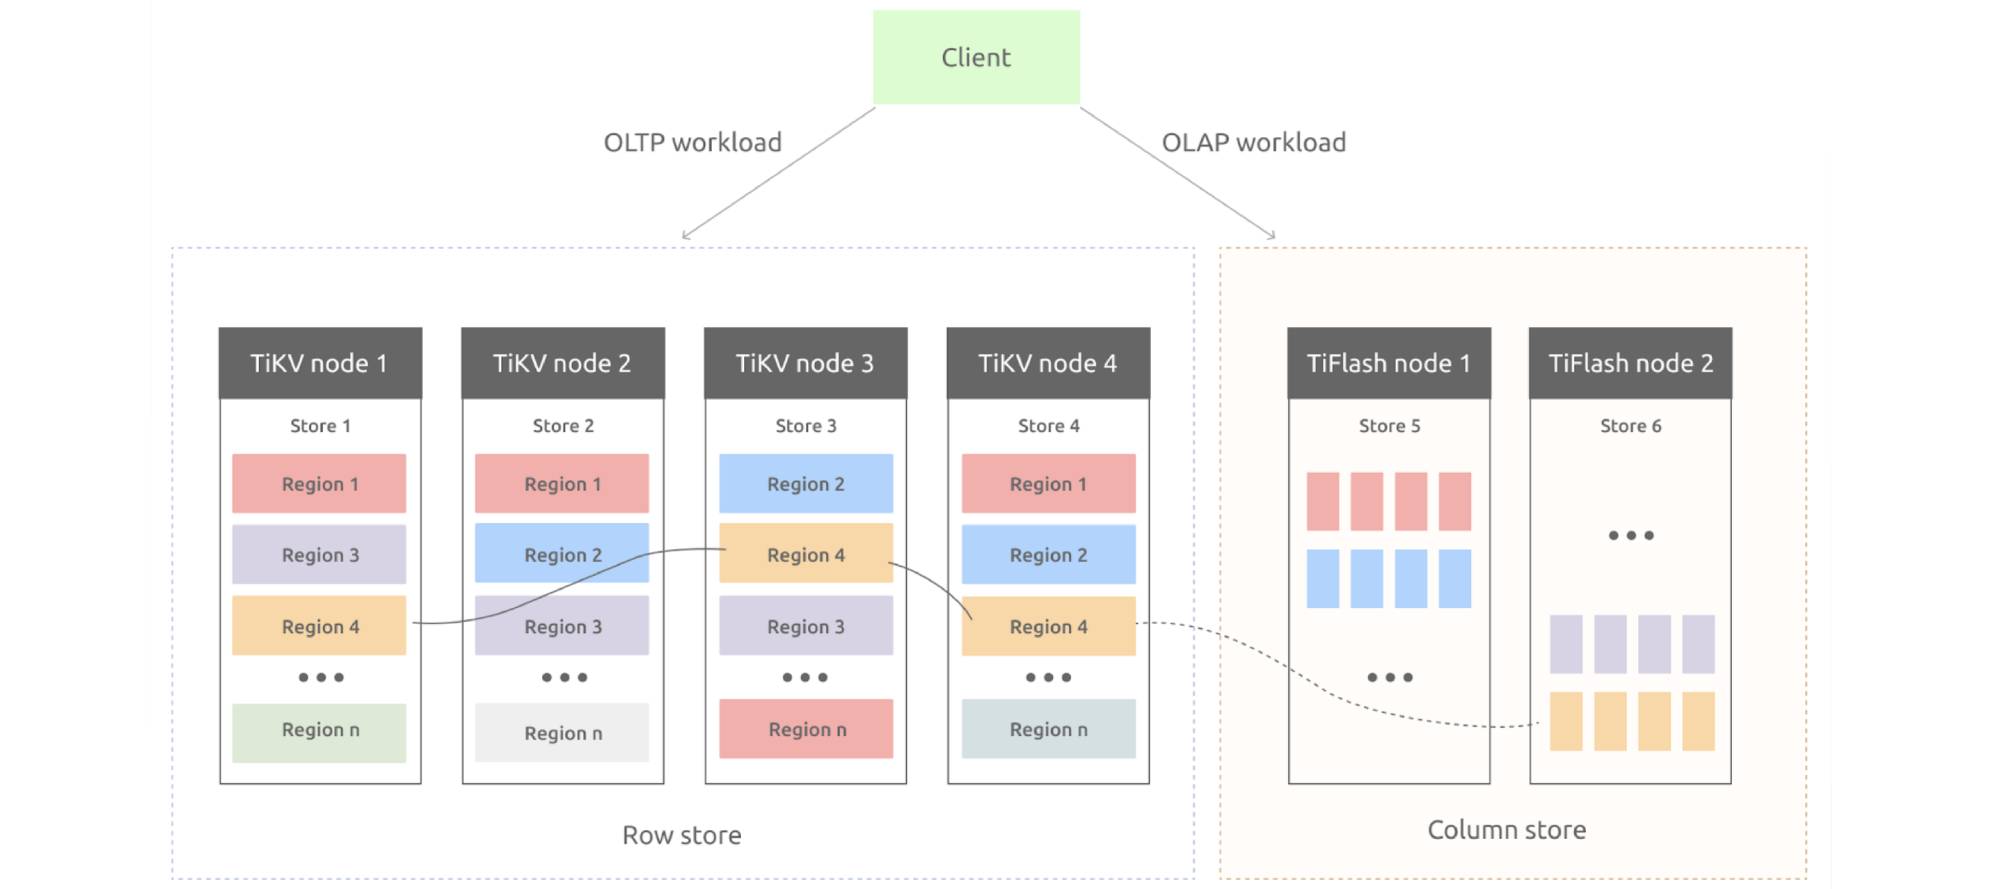 Client
OLTP workload
OLAP workload
TiKV node 1
TiKV node 2
TiKV node 3
TiKV node 4
TiFlash node 1
TiFlash node 2
Store 1
Store 2
Store 3
Store 4
Store 5
Store 6
Region 1
Region 1
Region 2
Region 1
Region 3
Region 2
Region 4
Region 2
Region 4
Region 3
Region 3
Region 4
Region n
Region n
Region n
Region n
Row store
Column store